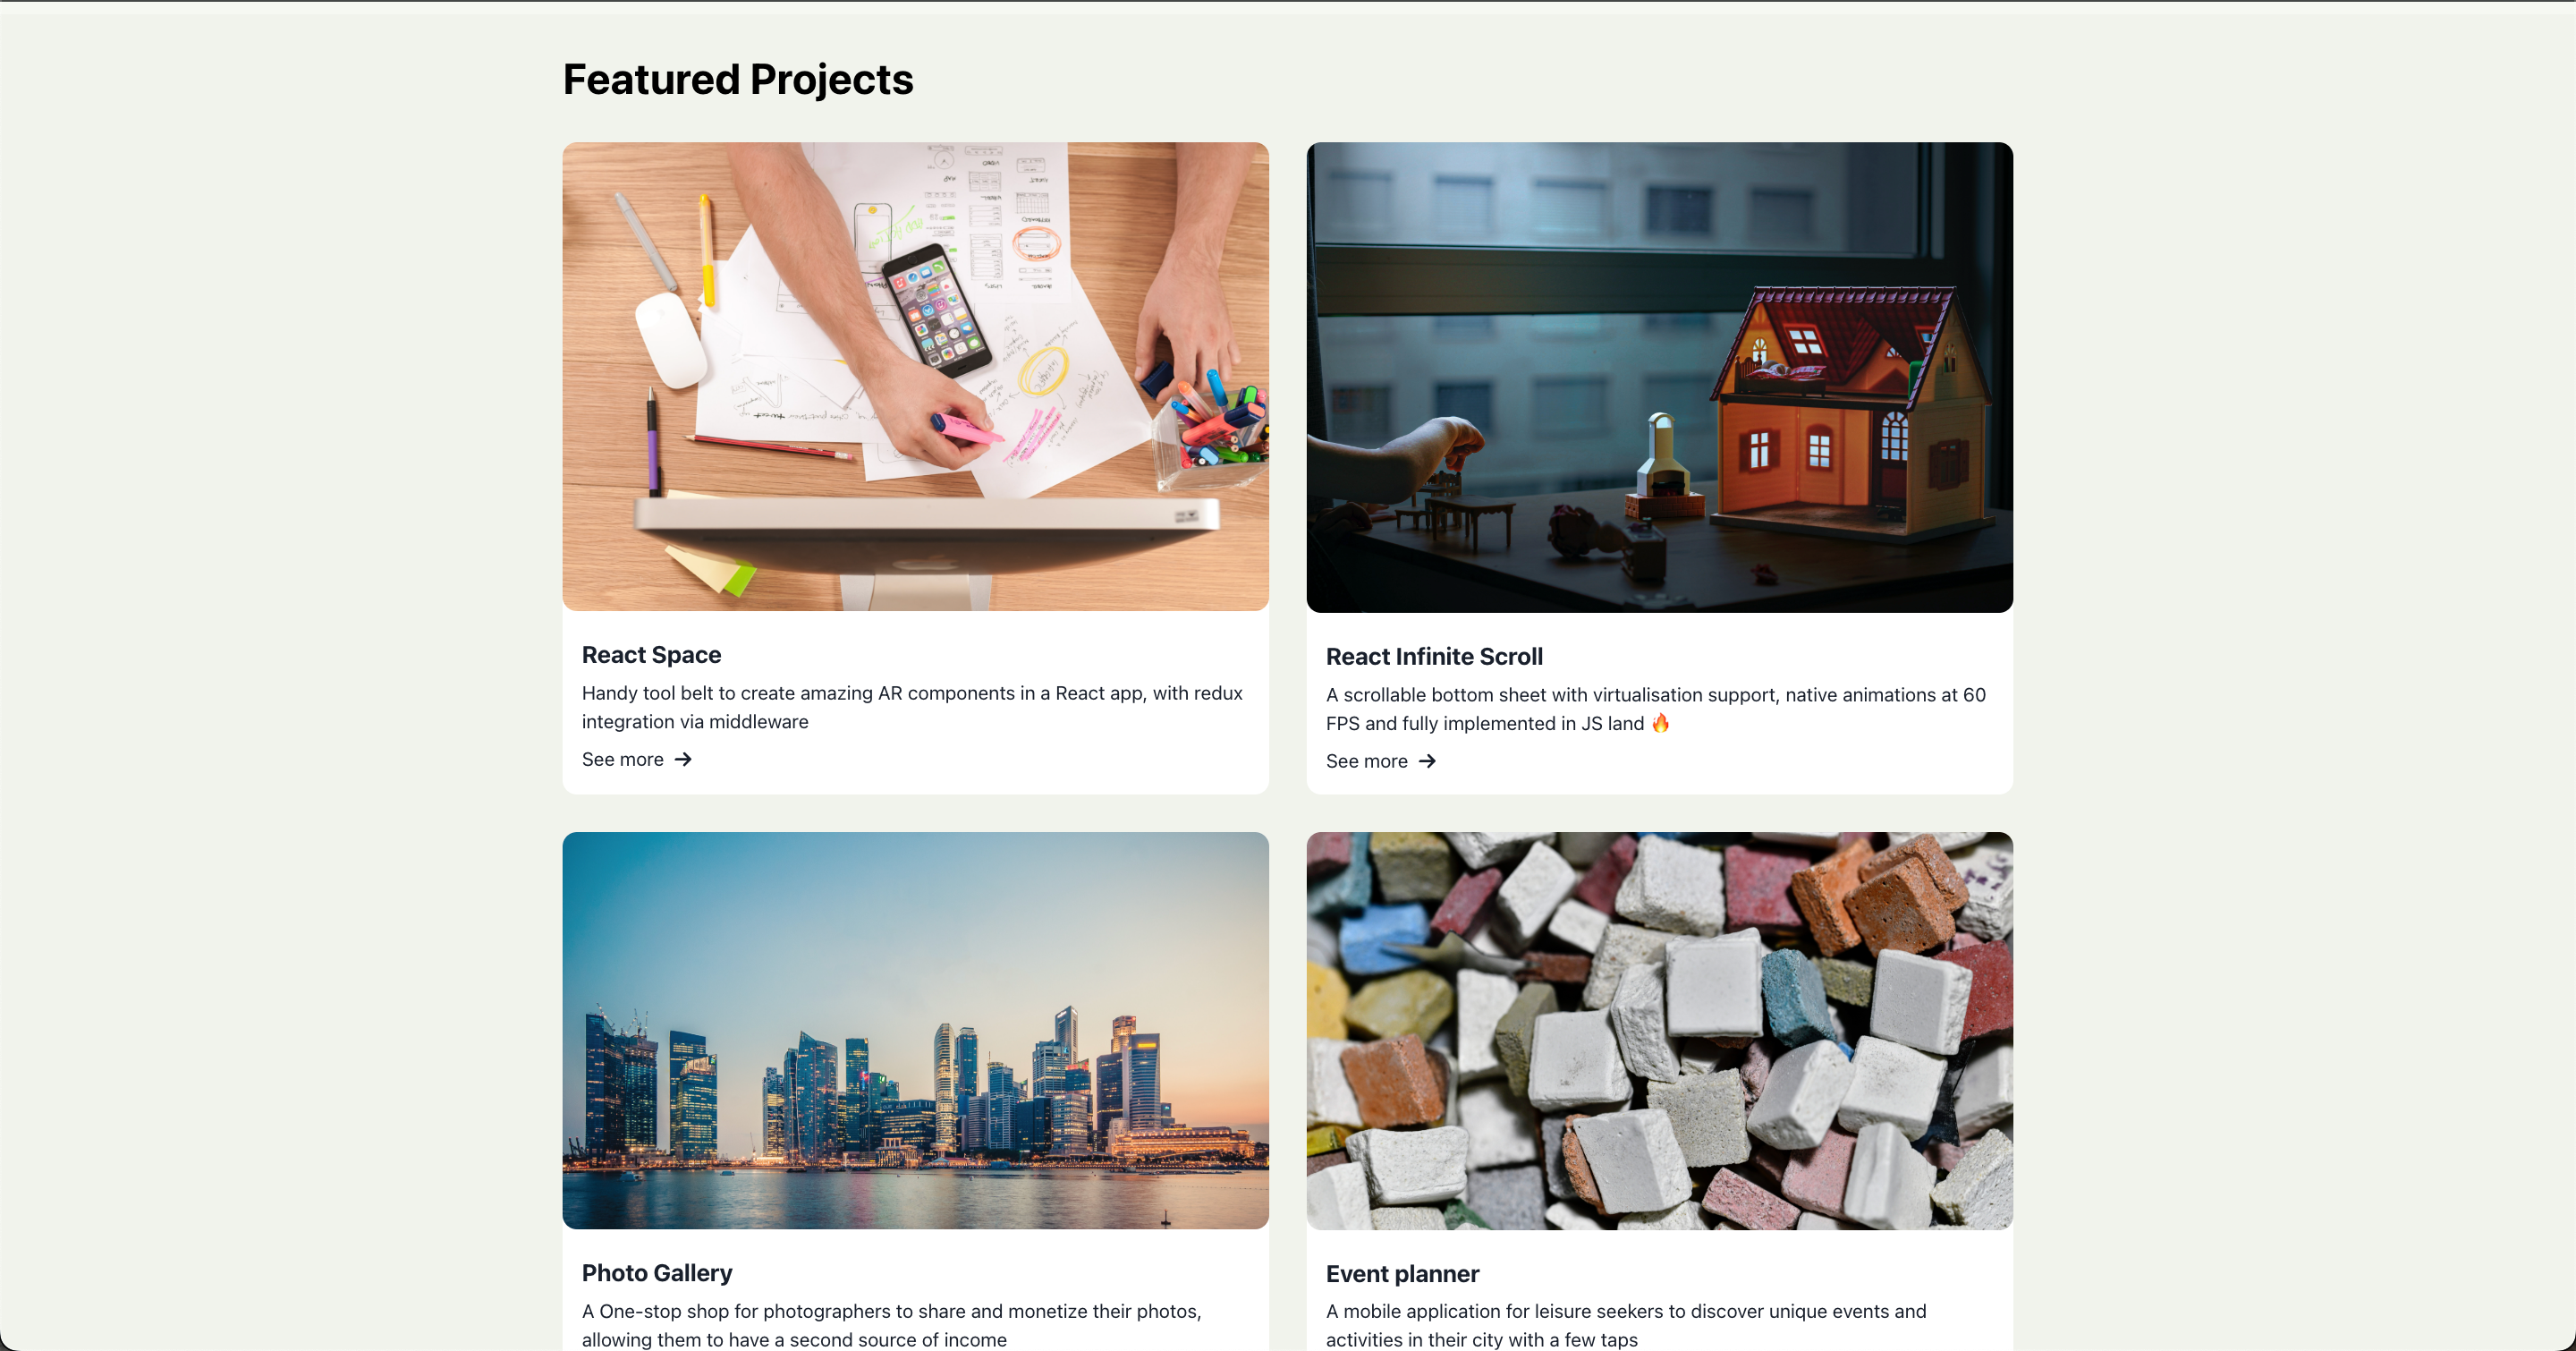 Featured Projects
React Space
Handy tool belt to create amazing AR components in a React app, with redux
integration via middleware
See more →
React Infinite Scroll
A scrollable bottom sheet with virtualisation support, native animations at 60
FPS and fully implemented in JS land 🔥
See more →
Photo Gallery
A One-stop shop for photographers to share and monetize their photos,
allowing them to have a second source of income
Event planner
A mobile application for leisure seekers to discover unique events and
activities in their city with a few taps